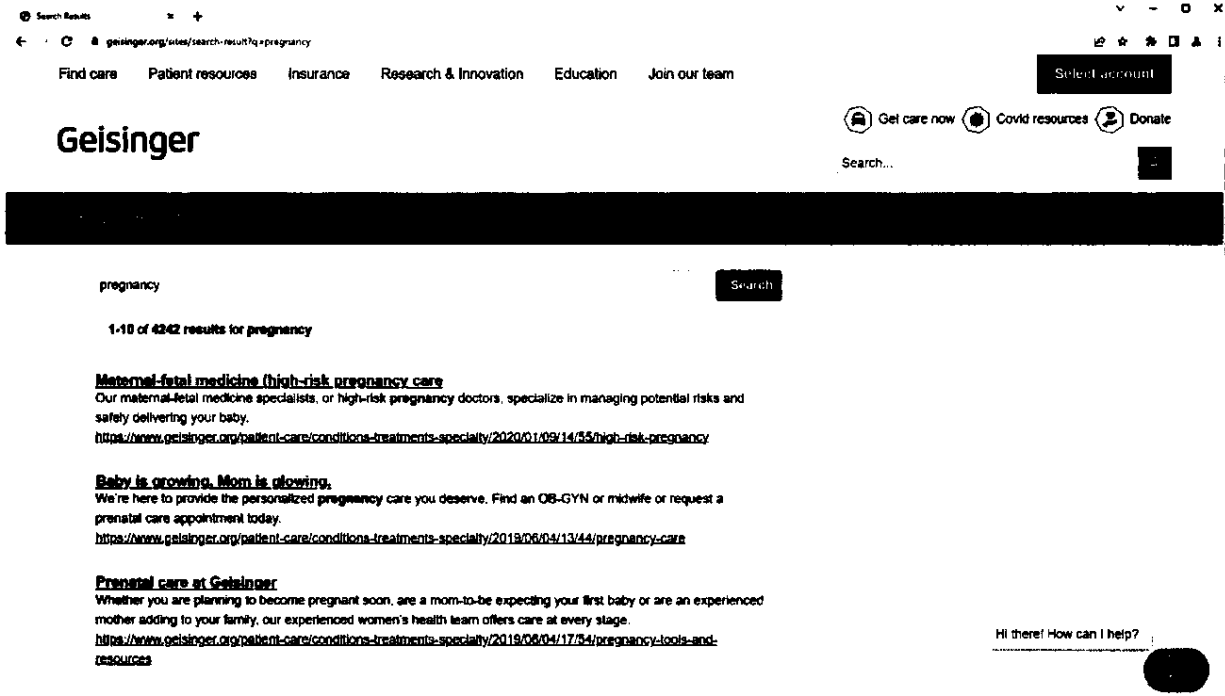 Search Results
geisinger.org/sites/search-result?q=pregnancy
Find care Patient resources Insurance Research & Innovation Education Join our team Select account
Get care now Covid resources Donate
Geisinger
Search...
pregnancy Search
1-10 of 4242 results for pregnancy
Maternal-fetal medicine (high-risk pregnancy care
Our maternal-fetal medicine specialists, or high-risk pregnancy doctors, specialize in managing potential risks and
safely delivering your baby.
https://www.geisinger.org/patient-care/conditions-treatments-specialty/2020/01/09/14/55/high-risk-pregnancy
Baby is growing, Mom is glowing.
We're here to provide the personalized pregnancy care you deserve. Find an OB-GYN or midwife or request a
prenatal care appointment today.
https://www.geisinger.org/patient-care/conditions-treatments-specialty/2019/06/04/13/44/pregnancy-care
Prenatal care at Geisinger
Whether you are planning to become pregnant soon, are a mom-to-be expecting your first baby or are an experienced
mother adding to your family, our experienced women's health team offers care at every stage.
https://www.geisinger.org/patient-care/conditions-treatments-specialty/2019/06/04/17/54/pregnancy-tools-and-
resources
Hi there! How can I help?